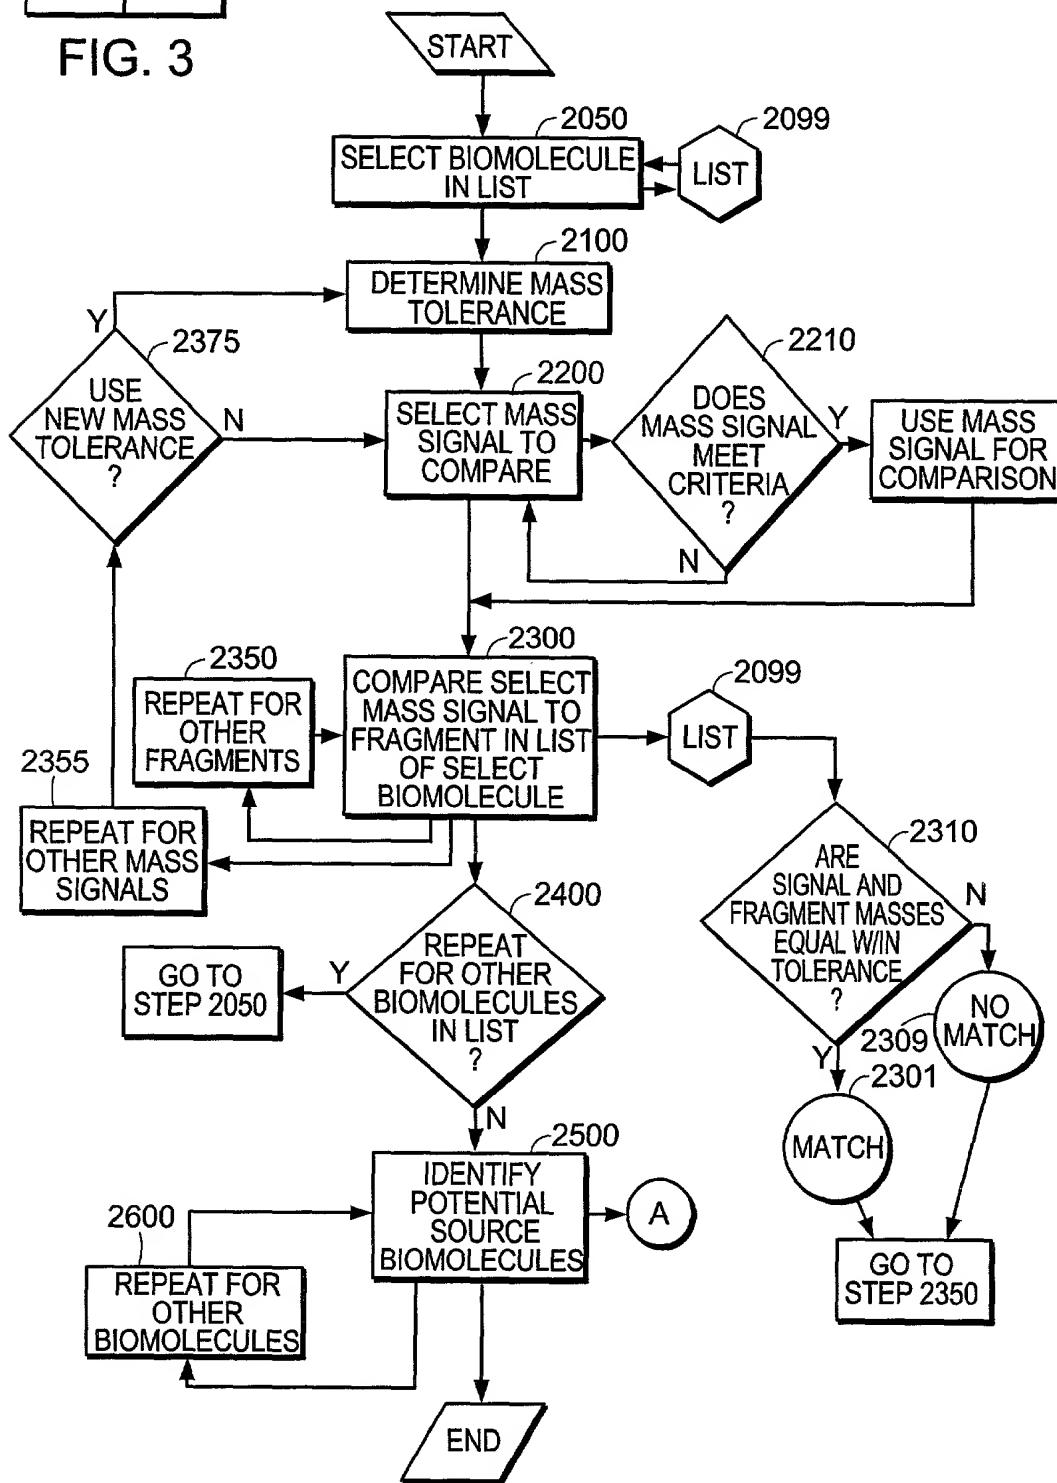 FIG. 3
START
2050
SELECT BIOMOLECULE
IN LIST
2099
LIST
2100
DETERMINE MASS
TOLERANCE
Y
2375
USE
NEW MASS
TOLERANCE
?
N
2200
SELECT MASS
SIGNAL TO
COMPARE
2210
DOES
MASS SIGNAL
MEET
CRITERIA
?
Y
N
USE MASS
SIGNAL FOR
COMPARISON
2300
COMPARE SELECT
MASS SIGNAL TO
FRAGMENT IN LIST
OF SELECT
BIOMOLECULE
2350
REPEAT FOR
OTHER
FRAGMENTS
2355
REPEAT FOR
OTHER MASS
SIGNALS
2099
LIST
2310
ARE
SIGNAL AND
FRAGMENT MASSES
EQUAL W/IN
TOLERANCE
?
N
Y
2309
NO
MATCH
2301
MATCH
GO TO
STEP 2350
2400
REPEAT
FOR OTHER
BIOMOLECULES
IN LIST
?
Y
GO TO
STEP 2050
N
2500
IDENTIFY
POTENTIAL
SOURCE
BIOMOLECULES
A
2600
REPEAT FOR
OTHER
BIOMOLECULES
END